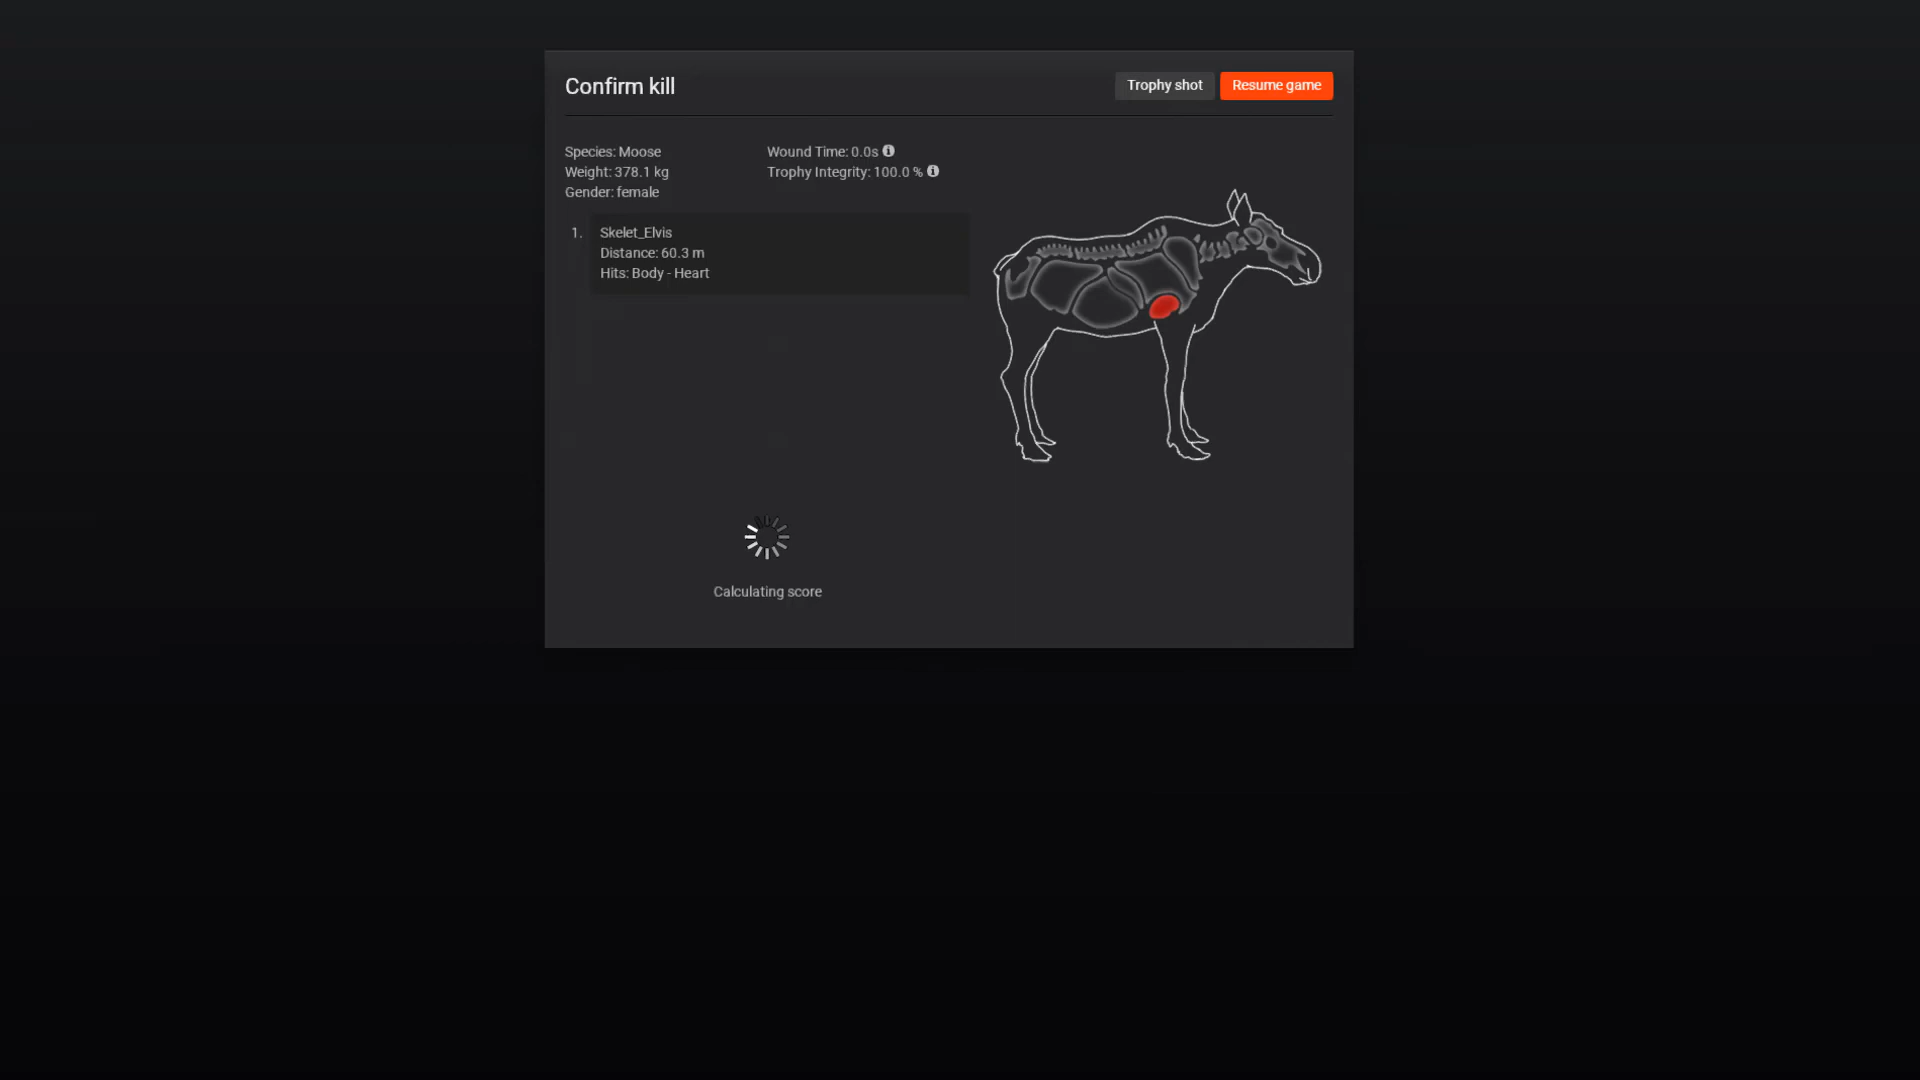 Confirm kill
Trophy shot
Resume game
Species: Moose
Weight: 378.1 kg
Gender: female
Wound Time: 0.0s
Trophy Integrity: 100.0 %
1.
Skelet_Elvis
Distance: 60.3 m
Hits: Body - Heart
Calculating score